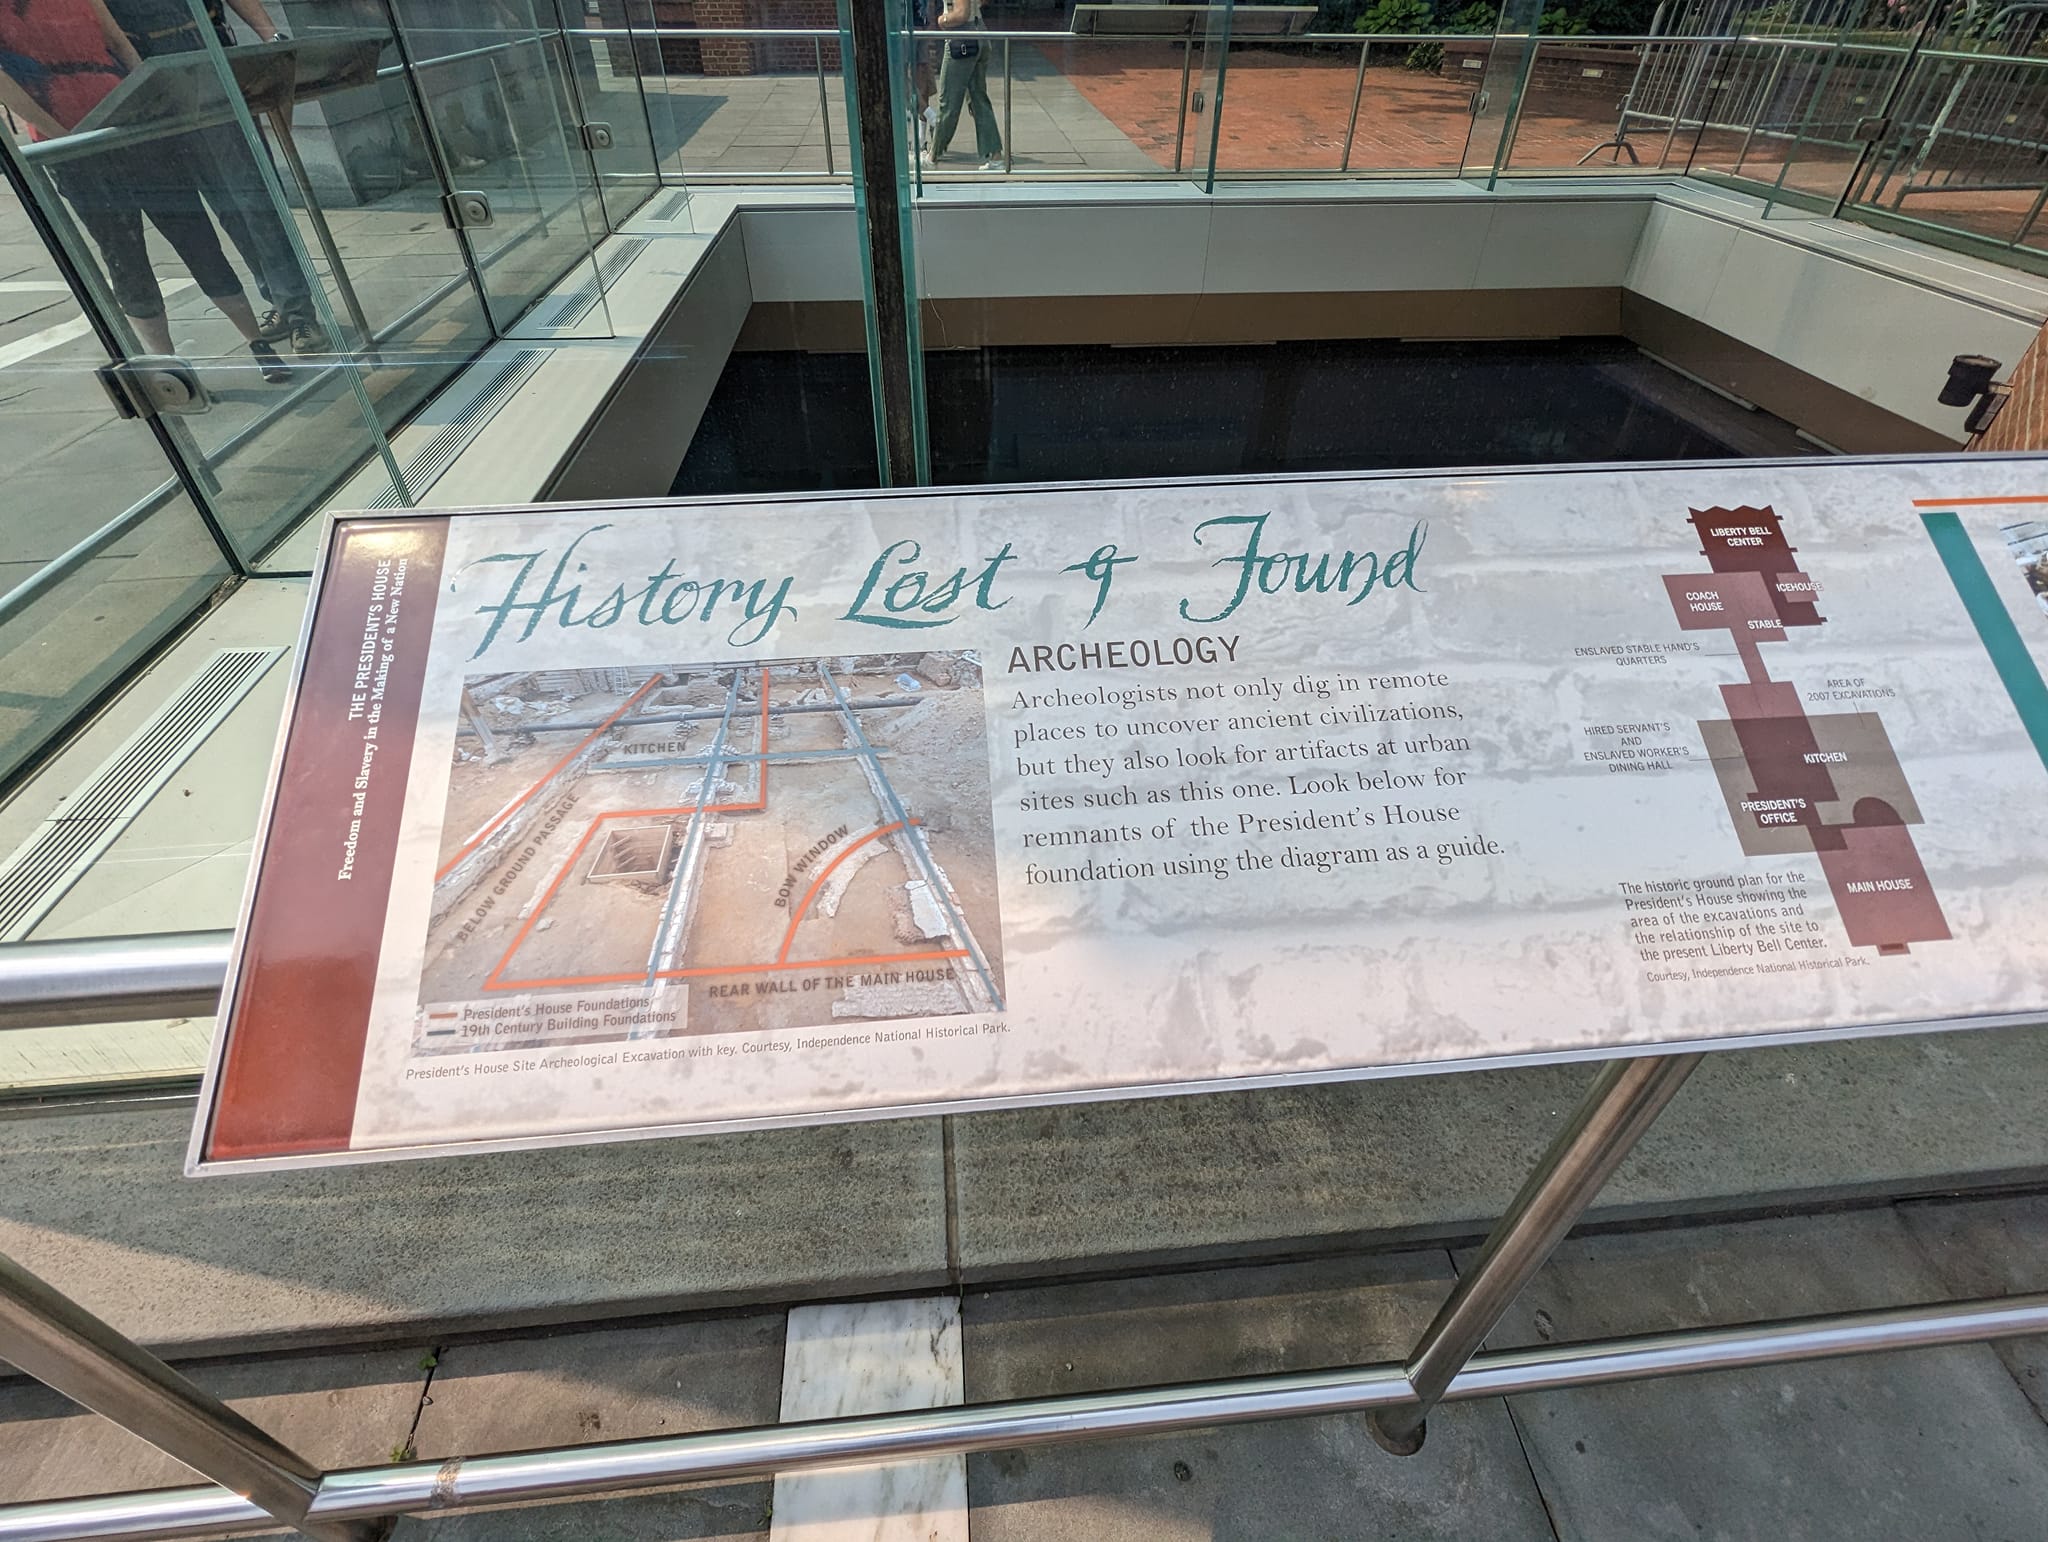 THE PRESIDENT'S HOUSE
Freedom and Slavery in the Making of a New Nation
History Lost & Found
KITCHEN
BELOW GROUND PASSAGE
BOW WINDOW
REAR WALL OF THE MAIN HOUSE
President's House Foundations
19th Century Building Foundations
President's House Site Archeological Excavation with key. Courtesy, Independence National Historical Park.
ARCHEOLOGY
Archeologists not only dig in remote
places to uncover ancient civilizations,
but they also look for artifacts at urban
sites such as this one. Look below for
remnants of the President's House
foundation using the diagram as a guide.
LIBERTY BELL
CENTER
COACH
HOUSE
ICEHOUSE
STABLE
ENSLAVED STABLE HAND'S
QUARTERS
AREA OF
2007 EXCAVATIONS
HIRED SERVANT'S
AND
ENSLAVED WORKER'S
DINING HALL
KITCHEN
PRESIDENT'S
OFFICE
MAIN HOUSE
The historic ground plan for the
President's House showing the
area of the excavations and
the relationship of the site to
the present Liberty Bell Center.
Courtesy, Independence National Historical Park.